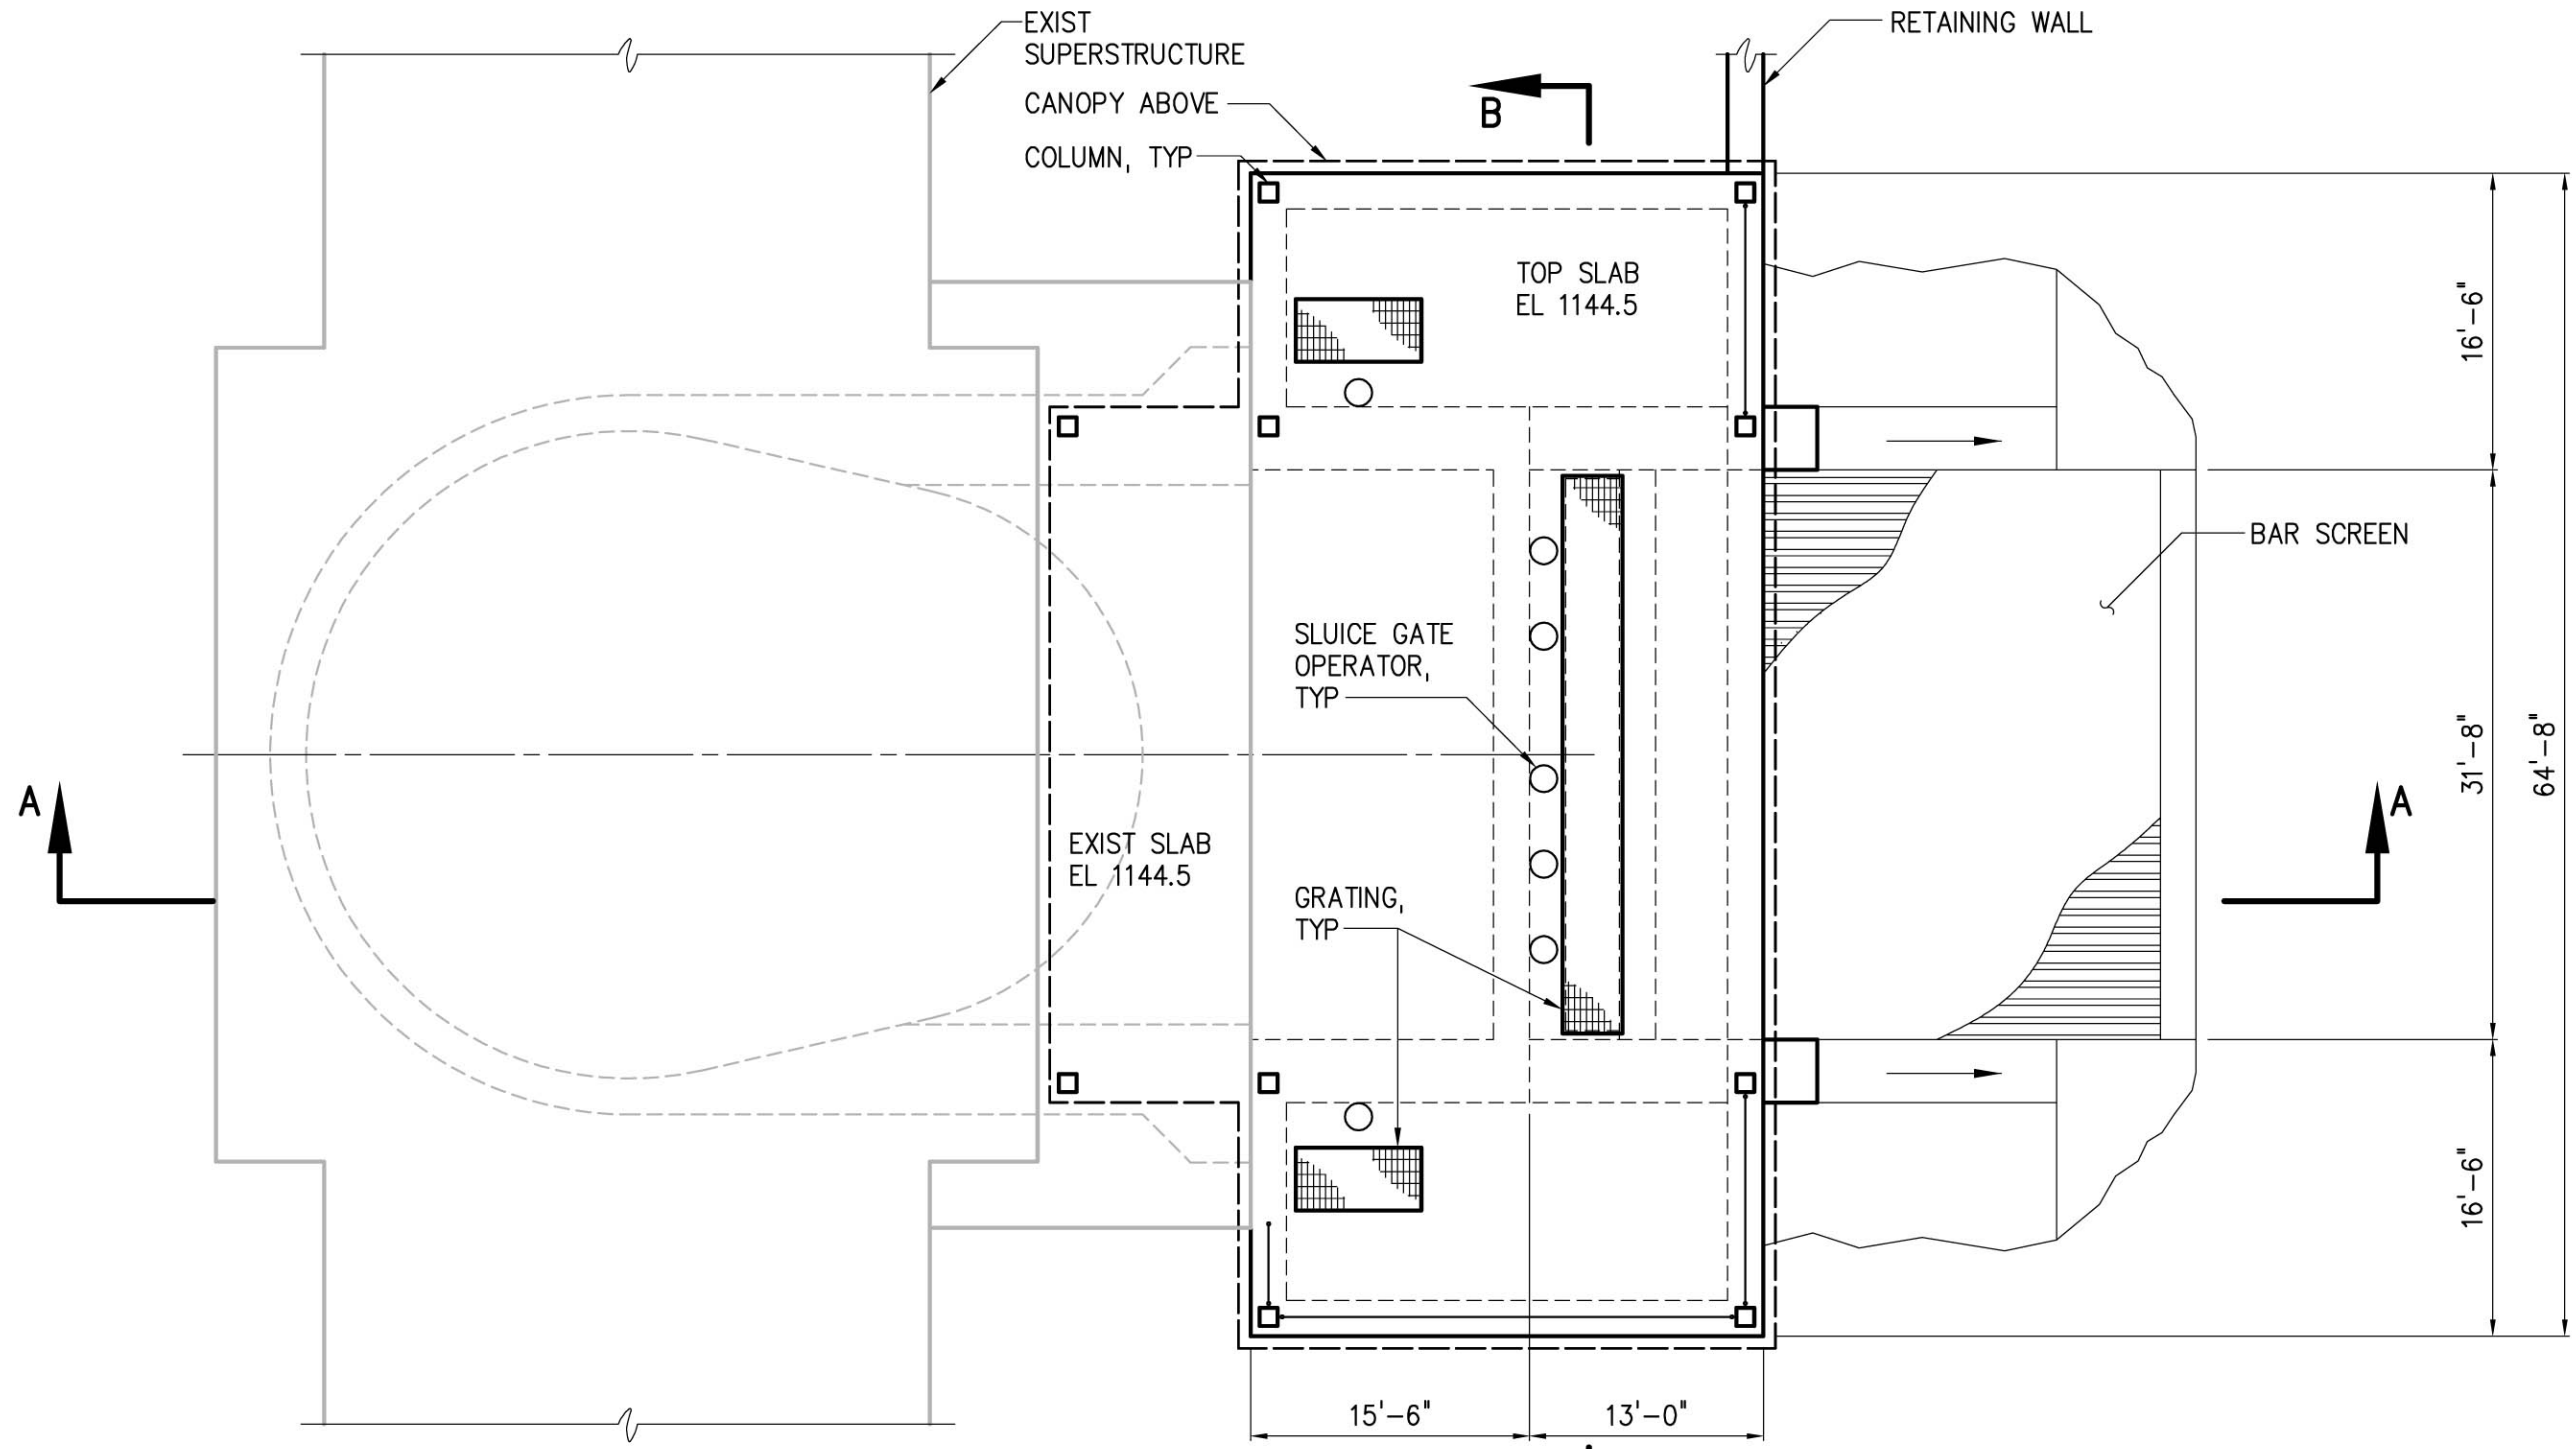 EXIST
SUPERSTRUCTURE
CANOPY ABOVE
COLUMN, TYP
RETAINING WALL
B
TOP SLAB
EL 1144.5
16'-6"
BAR SCREEN
SLUICE GATE
OPERATOR,
TYP
31'-8"
64'-8"
A
A
EXIST SLAB
EL 1144.5
GRATING,
TYP
16'-6"
15'-6"
13'-0"